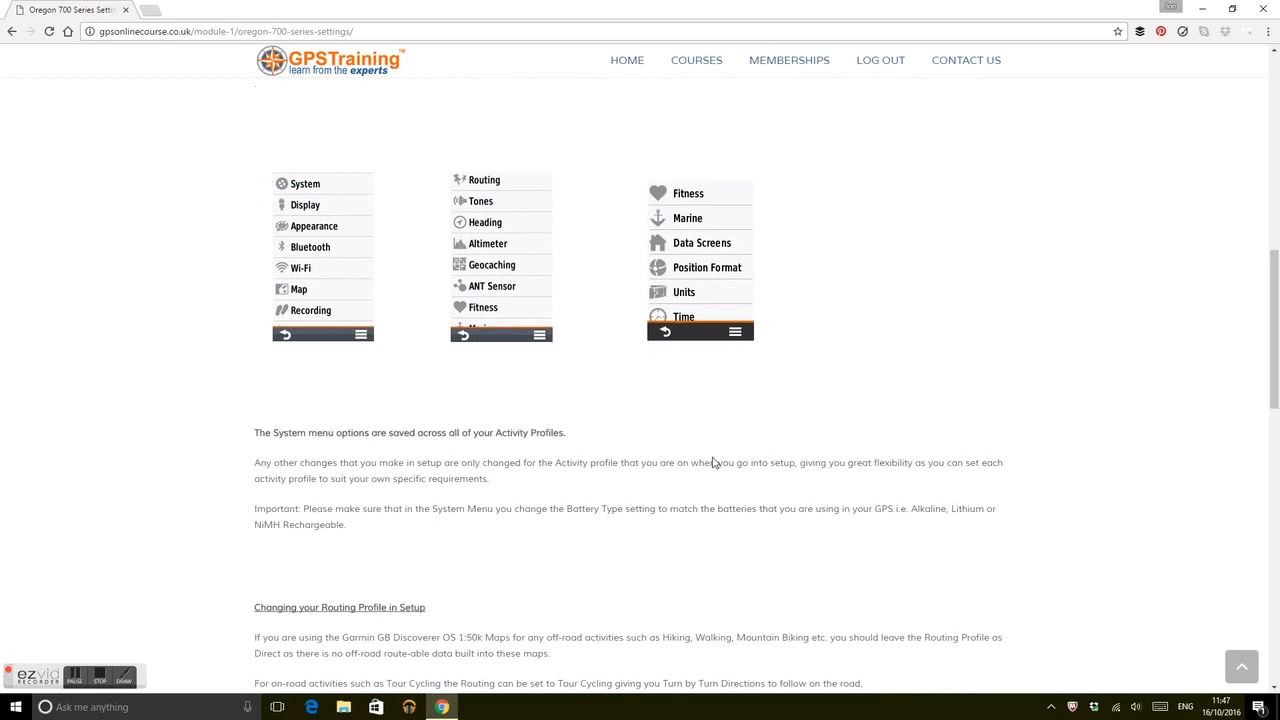 Oregon 700 Series Settin
gpsonlinecourse.co.uk/module-1/oregon-700-series-settings/
GPSTraining™
learn from the experts
HOME COURSES MEMBERSHIPS LOG OUT CONTACT US
System
Display
Appearance
Bluetooth
Wi-Fi
Map
Recording
Routing
Tones
Heading
Altimeter
Geocaching
ANT Sensor
Fitness
Fitness
Marine
Data Screens
Position Format
Units
Time
The System menu options are saved across all of your Activity Profiles.
Any other changes that you make in setup are only changed for the Activity profile that you are on when you go into setup, giving you great flexibility as you can set each
activity profile to suit your own specific requirements.
Important: Please make sure that in the System Menu you change the Battery Type setting to match the batteries that you are using in your GPS i.e. Alkaline, Lithium or
NiMH Rechargeable.
Changing your Routing Profile in Setup
If you are using the Garmin GB Discoverer OS 1:50k Maps for any off-road activities such as Hiking, Walking, Mountain Biking etc. you should leave the Routing Profile as
Direct as there is no off-road route-able data built into these maps.
For on-road activities such as Tour Cycling the Routing can be set to Tour Cycling giving you Turn by Turn Directions to follow on the road.
ezvid
RECORDER
PAUSE STOP DRAW
Ask me anything
ENG
11:47
16/10/2016